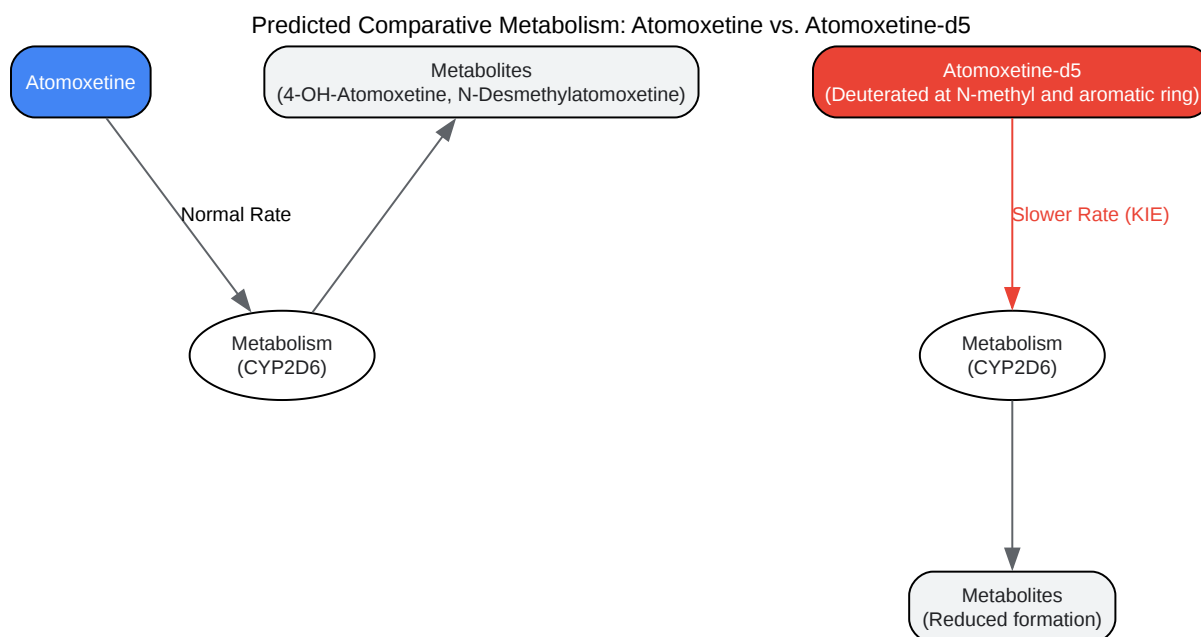 Predicted Comparative Metabolism: Atomoxetine vs. Atomoxetine-d5
Atomoxetine
Metabolites
(4-OH-Atomoxetine, N-Desmethylatomoxetine)
Atomoxetine-d5
(Deuterated at N-methyl and aromatic ring)
Normal Rate
Slower Rate (KIE)
Metabolism
(CYP2D6)
Metabolism
(CYP2D6)
Metabolites
(Reduced formation)